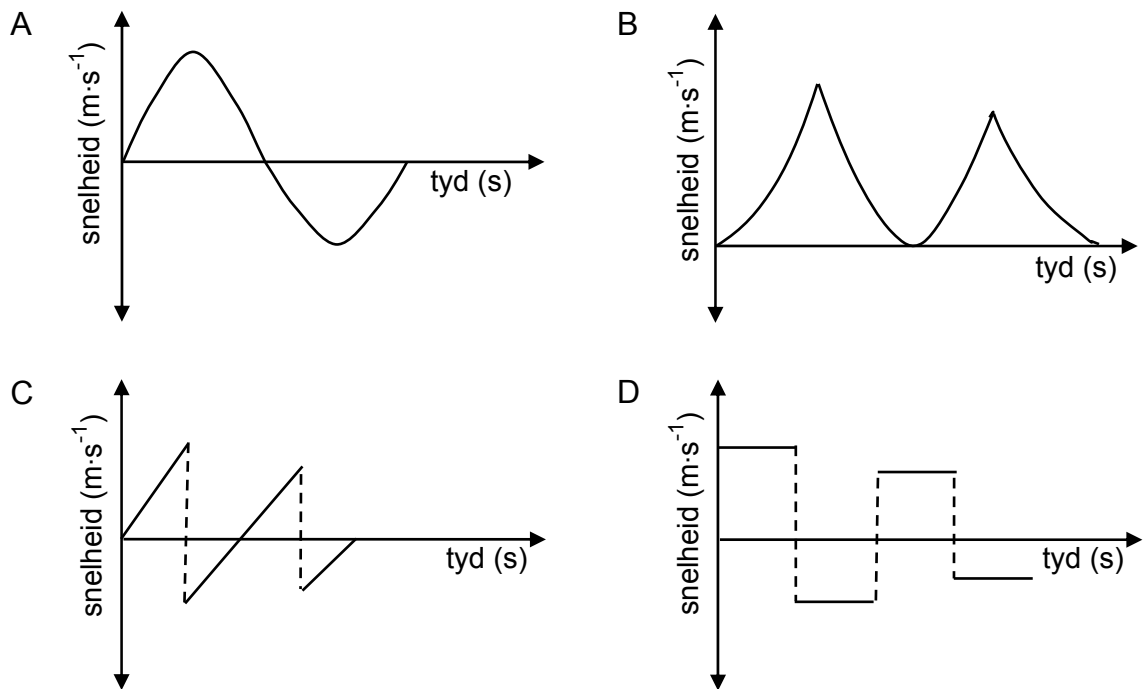 A
snelheid (m·s⁻¹)
tyd (s)
B
snelheid (m·s⁻¹)
tyd (s)
C
snelheid (m·s⁻¹)
tyd (s)
D
snelheid (m·s⁻¹)
tyd (s)